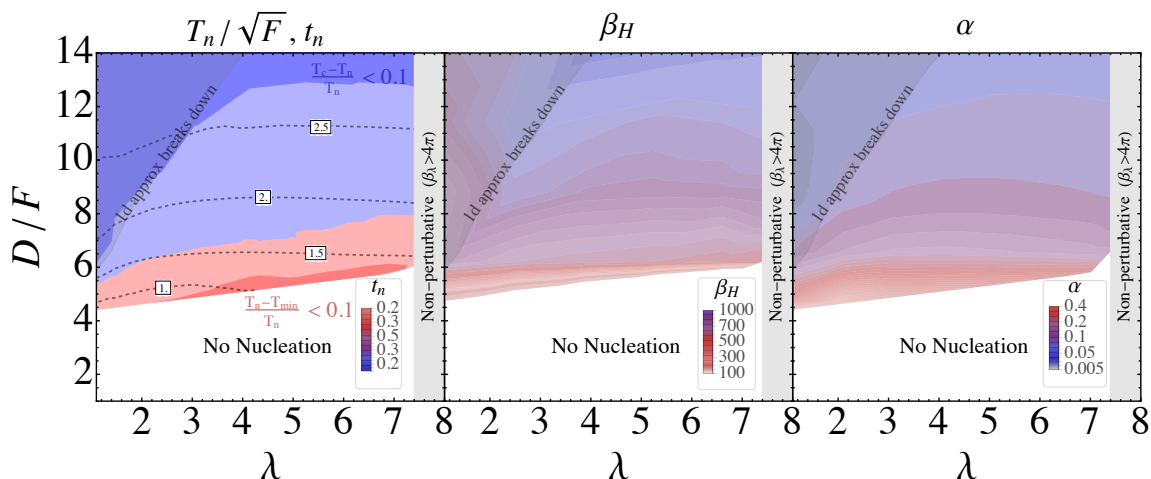 T_n / √F , t_n
β_H
α
14
12
10
8
6
4
2
D/F
(T_c−T_n)/T_n < 0.1
1d approx breaks down
2.5
2.
1.5
1.
(T_n−T_min)/T_n < 0.1
No Nucleation
t_n
0.2
0.3
0.3
0.3
0.2
Non-perturbative (β_λ>4π)
1d approx breaks down
No Nucleation
β_H
1000
700
500
300
100
Non-perturbative (β_λ>4π)
1d approx breaks down
No Nucleation
α
0.4
0.2
0.1
0.05
0.005
Non-perturbative (β_λ>4π)
2 3 4 5 6 7 8
2 3 4 5 6 7 8
2 3 4 5 6 7 8
λ
λ
λ